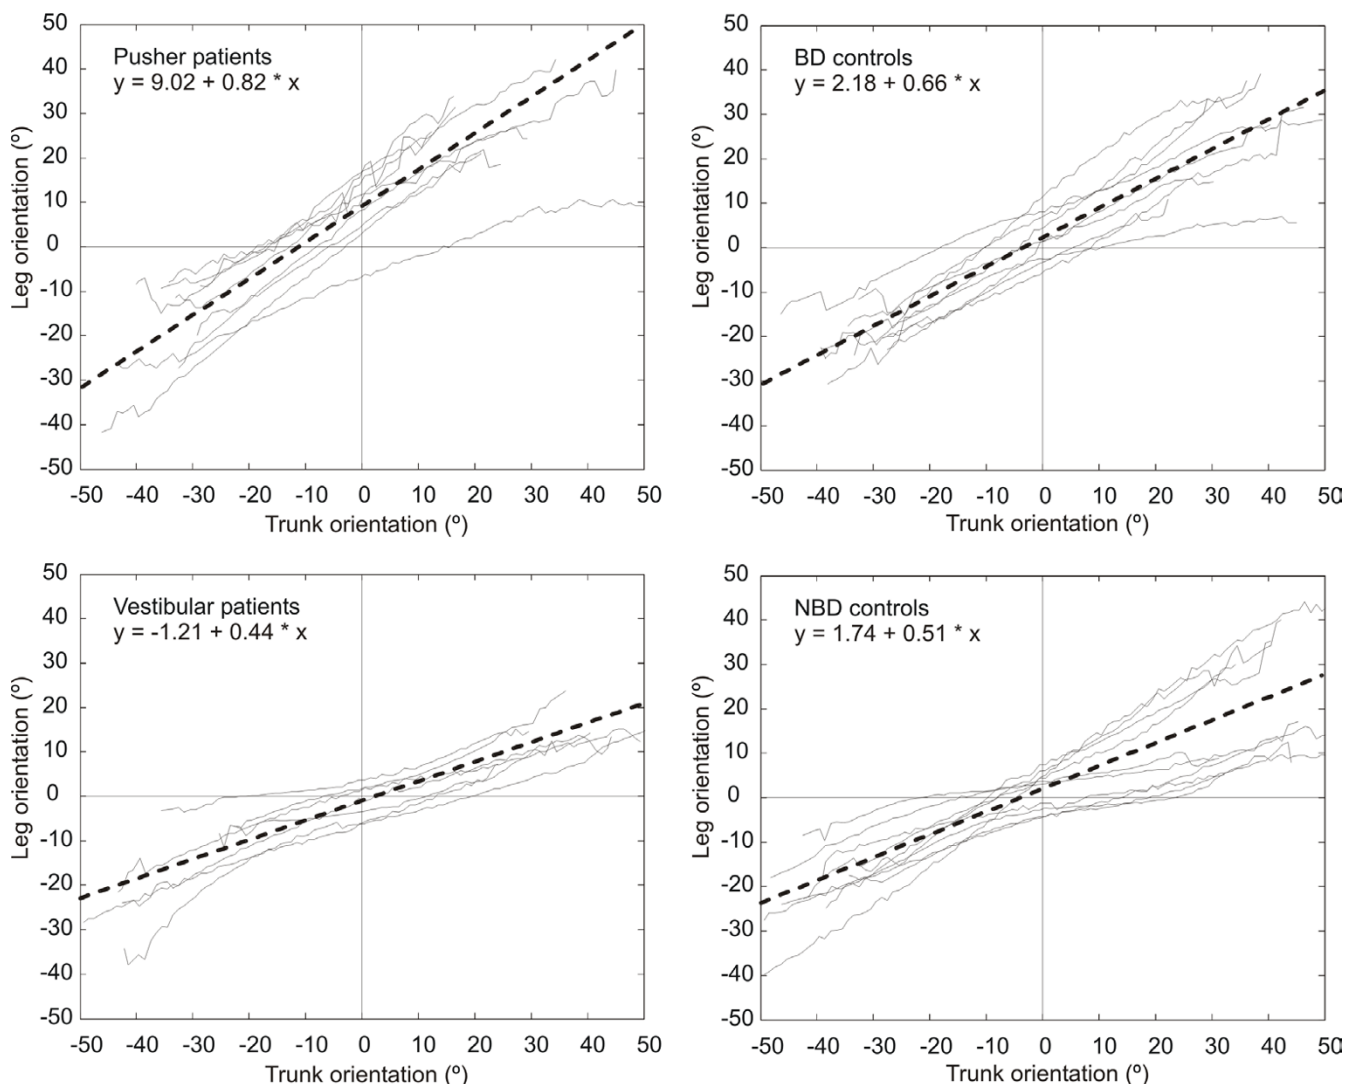 50
40
30
20
10
0
-10
-20
-30
-40
-50
Leg orientation (º)
Pusher patients
y = 9.02 + 0.82 * x
-50 -40 -30 -20 -10 0 10 20 30 40 50
Trunk orientation (º)
50
40
30
20
10
0
-10
-20
-30
-40
-50
Leg orientation (º)
BD controls
y = 2.18 + 0.66 * x
-50 -40 -30 -20 -10 0 10 20 30 40 50
Trunk orientation (º)
50
40
30
20
10
0
-10
-20
-30
-40
-50
Leg orientation (º)
Vestibular patients
y = -1.21 + 0.44 * x
-50 -40 -30 -20 -10 0 10 20 30 40 50
Trunk orientation (º)
50
40
30
20
10
0
-10
-20
-30
-40
-50
Leg orientation (º)
NBD controls
y = 1.74 + 0.51 * x
-50 -40 -30 -20 -10 0 10 20 30 40 50
Trunk orientation (º)